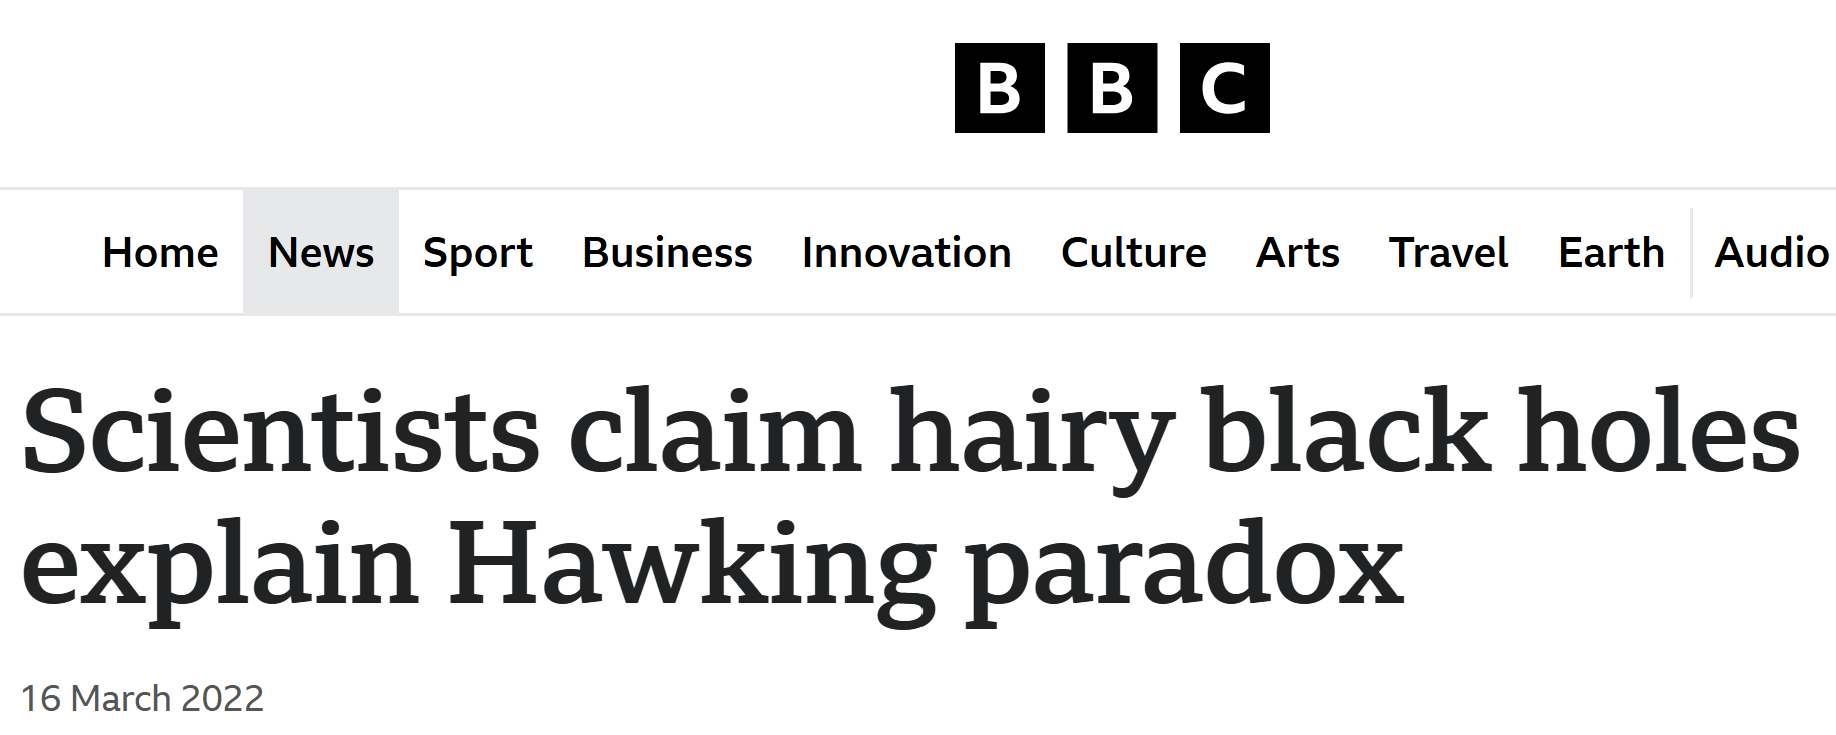 BBC
Home News Sport Business Innovation Culture Arts Travel Earth Audio
Scientists claim hairy black holes
explain Hawking paradox
16 March 2022